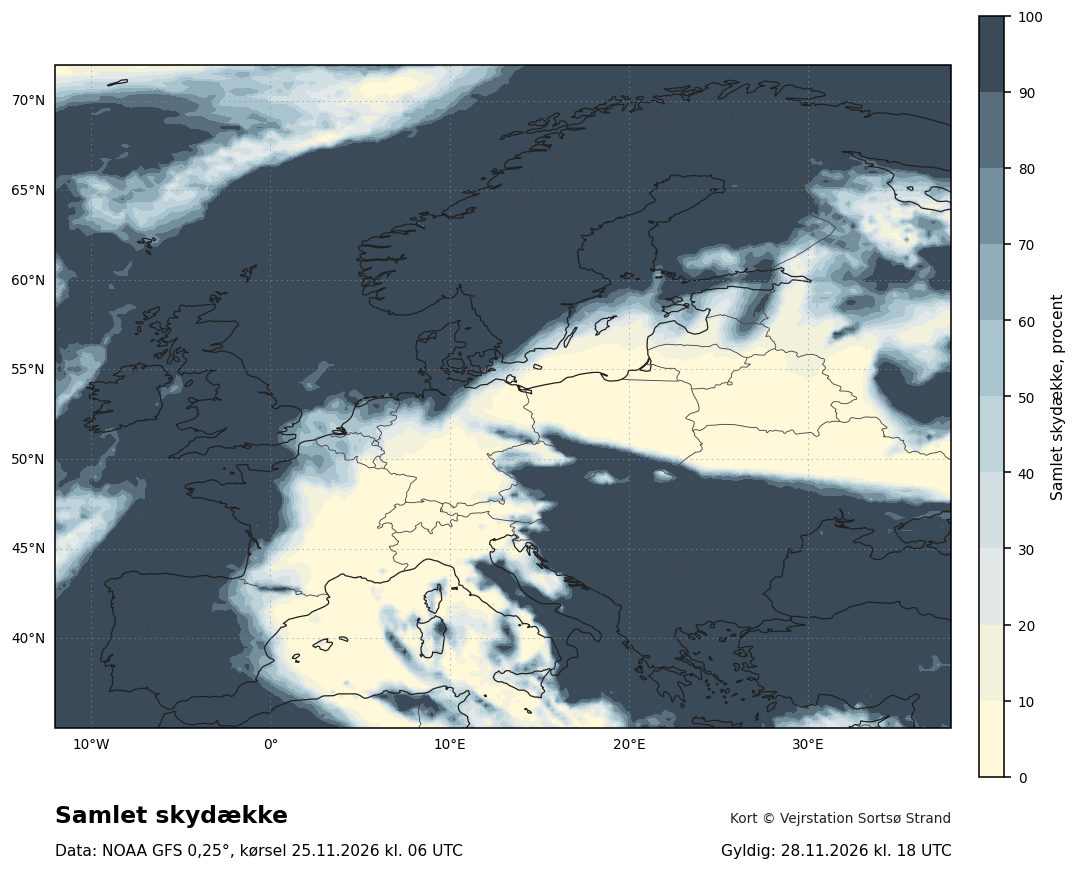 100
90
80
70
60
50
40
30
20
10
0
Samlet skydække, procent
70°N
65°N
60°N
55°N
50°N
45°N
40°N
10°W
0°
10°E
20°E
30°E
Samlet skydække
Kort © Vejrstation Sortsø Strand
Data: NOAA GFS 0,25°, kørsel 25.11.2026 kl. 06 UTC
Gyldig: 28.11.2026 kl. 18 UTC